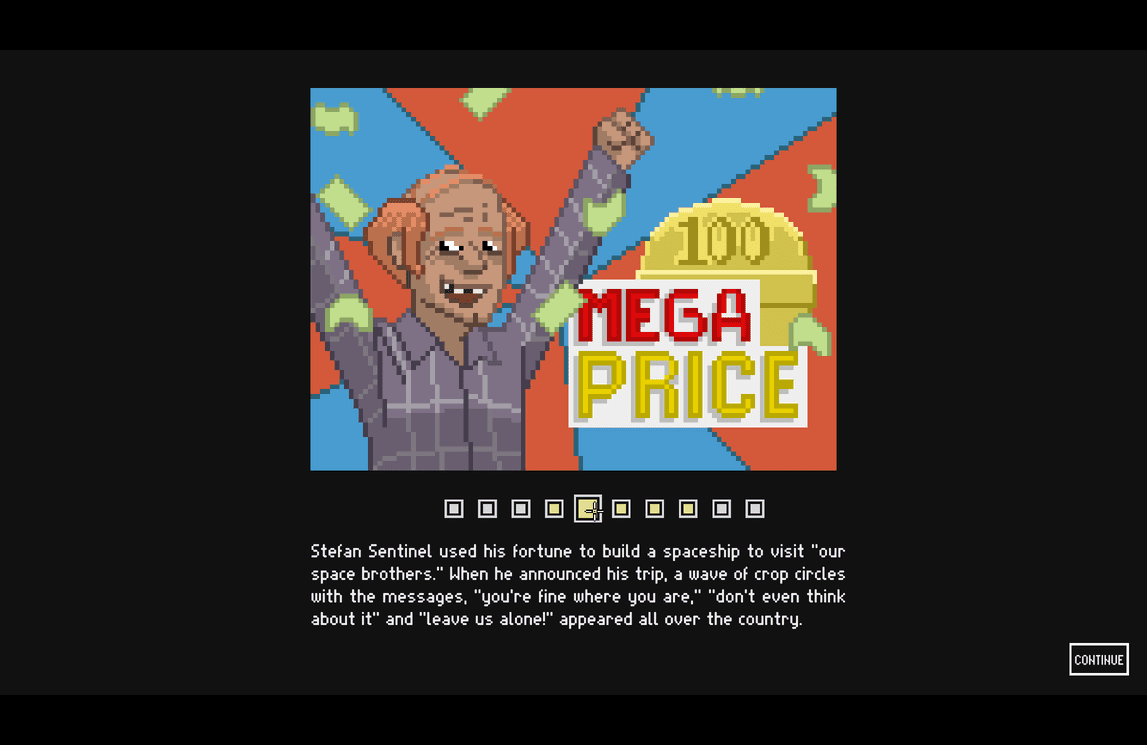 100
MEGA
PRICE
Stefan Sentinel used his fortune to build a spaceship to visit "our
space brothers." When he announced his trip, a wave of crop circles
with the messages, "you're fine where you are," "don't even think
about it" and "leave us alone!" appeared all over the country.
CONTINUE